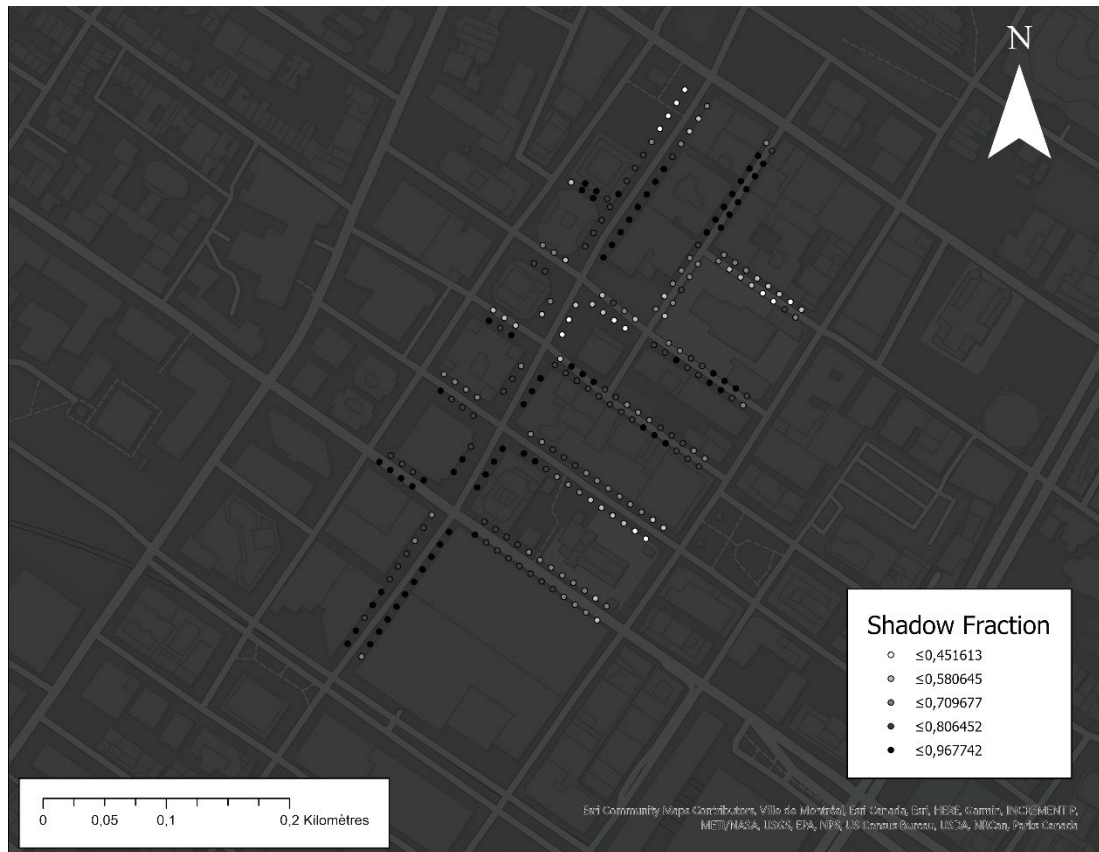 N
Shadow Fraction
≤0,451613
≤0,580645
≤0,709677
≤0,806452
≤0,967742
0 0,05 0,1 0,2 Kilomètres
Esri Community Maps Contributors, Ville de Montréal, Esri Canada, Esri, HERE, Garmin, INCREMENT P,
METI/NASA, USGS, EPA, NPS, US Census Bureau, USDA, NRCan, Parks Canada